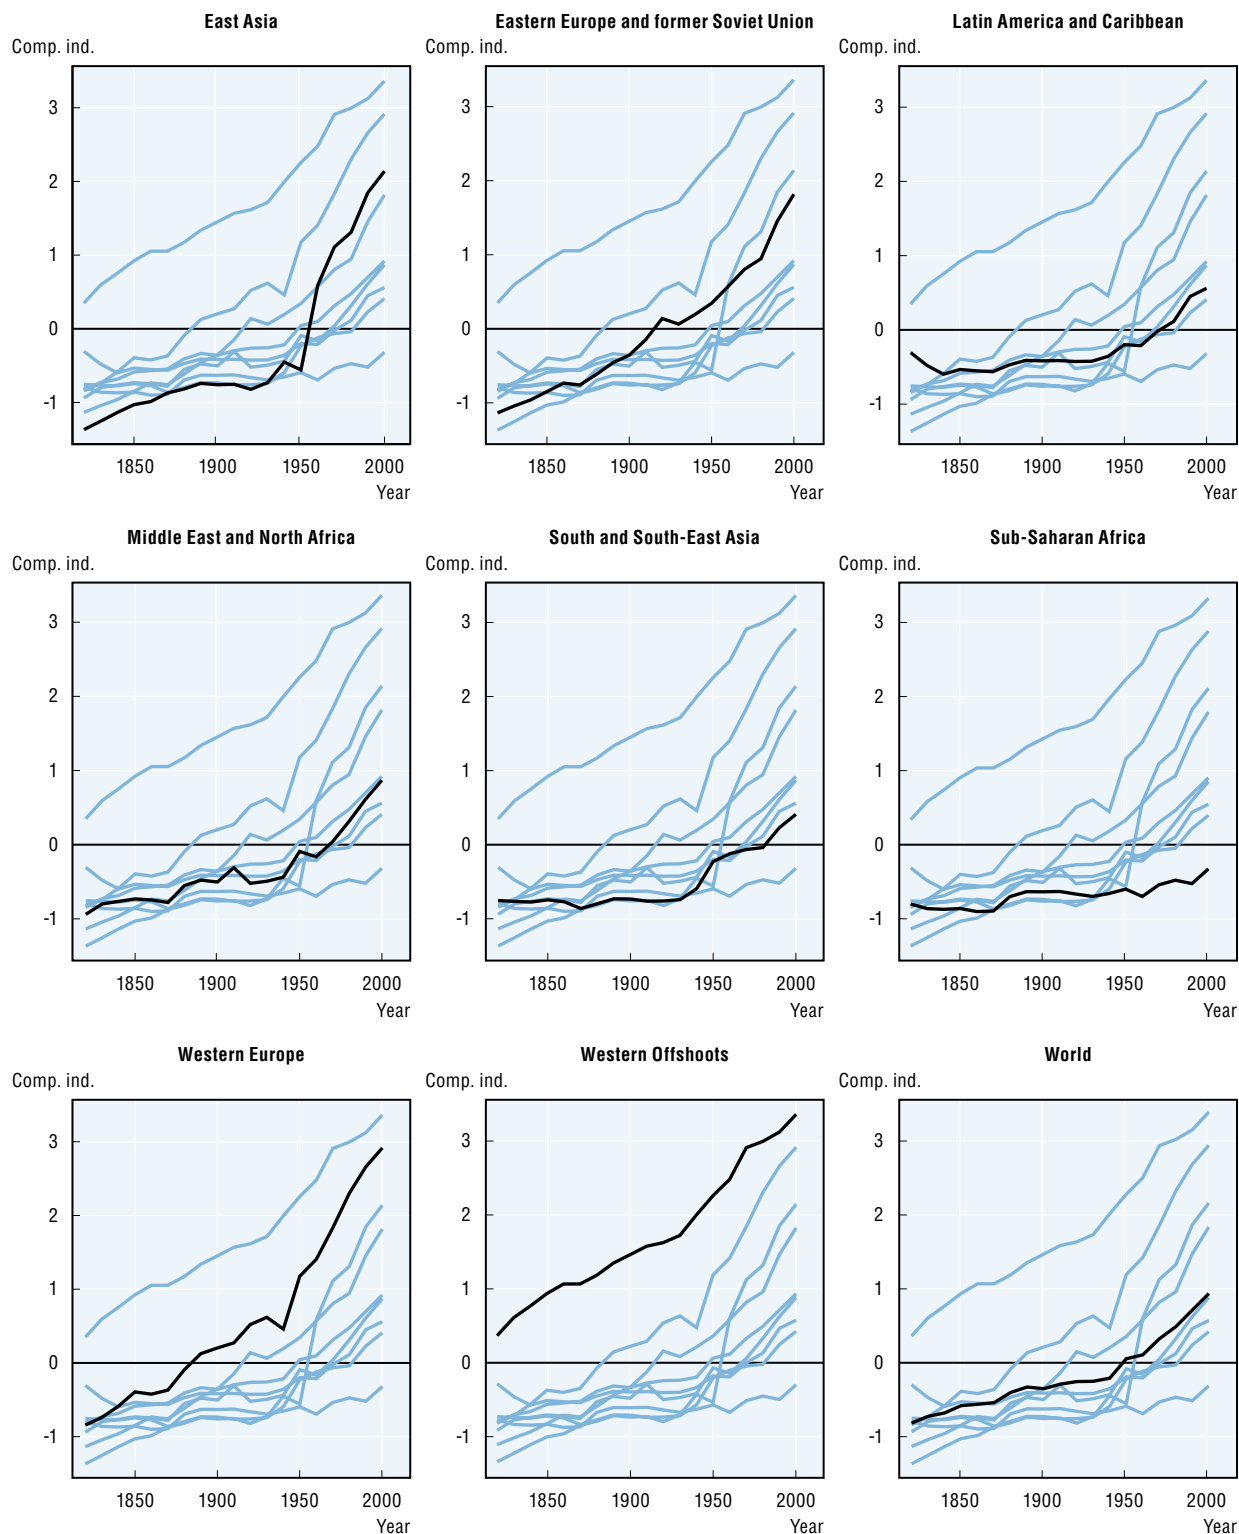 East Asia
Eastern Europe and former Soviet Union
Latin America and Caribbean
Comp. ind.
Comp. ind.
Comp. ind.
3
2
1
0
-1
3
2
1
0
-1
3
2
1
0
-1
1850 1900 1950 2000
1850 1900 1950 2000
1850 1900 1950 2000
Year
Year
Year
Middle East and North Africa
South and South-East Asia
Sub-Saharan Africa
Comp. ind.
Comp. ind.
Comp. ind.
3
2
1
0
-1
3
2
1
0
-1
3
2
1
0
-1
1850 1900 1950 2000
1850 1900 1950 2000
1850 1900 1950 2000
Year
Year
Year
Western Europe
Western Offshoots
World
Comp. ind.
Comp. ind.
Comp. ind.
3
2
1
0
-1
3
2
1
0
-1
3
2
1
0
-1
1850 1900 1950 2000
1850 1900 1950 2000
1850 1900 1950 2000
Year
Year
Year